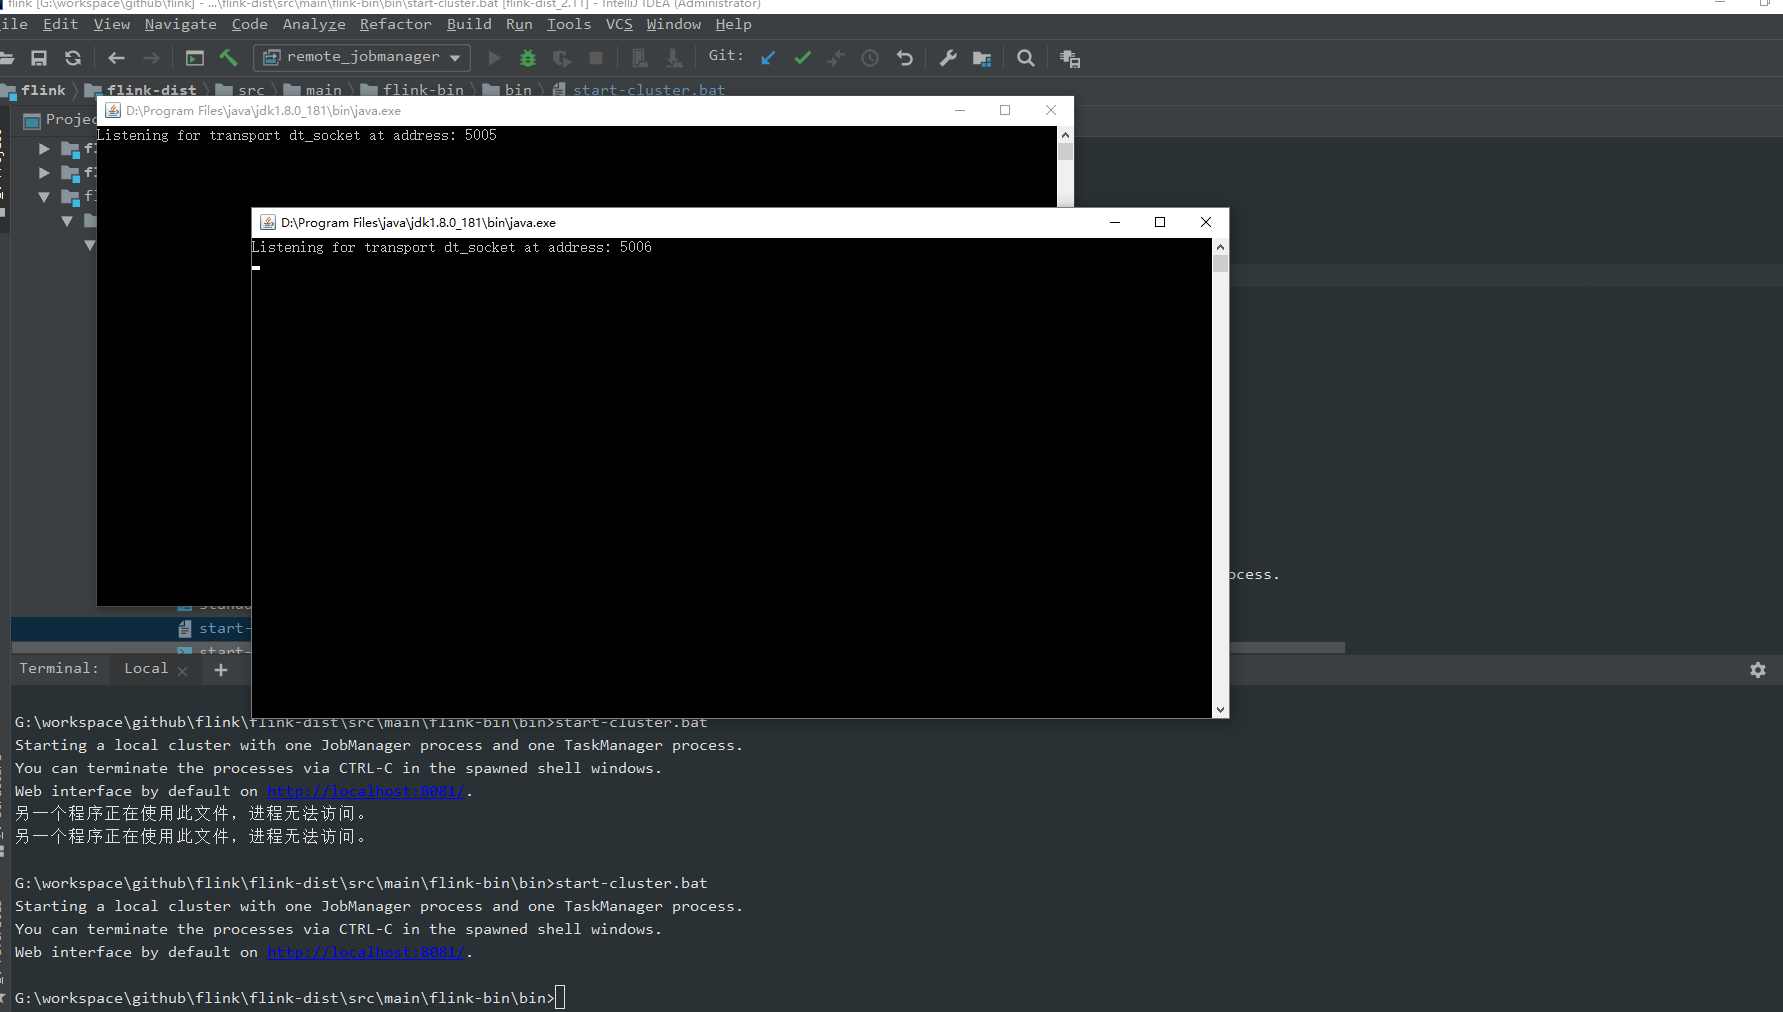 flink [G:\workspace\github\flink] - ...\flink-dist\src\main\flink-bin\bin\start-cluster.bat [flink-dist_2.11] - IntelliJ IDEA (Administrator)
ile Edit View Navigate Code Analyze Refactor Build Run Tools VCS Window Help
remote_jobmanager Git:
flink flink-dist src main flink-bin bin start-cluster.bat
D:\Program Files\java\jdk1.8.0_181\bin\java.exe
Projec
Listening for transport dt_socket at address: 5005
D:\Program Files\java\jdk1.8.0_181\bin\java.exe
Listening for transport dt_socket at address: 5006
ocess.
start-
start-
Terminal: Local
G:\workspace\github\flink\flink-dist\src\main\flink-bin\bin>start-cluster.bat
Starting a local cluster with one JobManager process and one TaskManager process.
You can terminate the processes via CTRL-C in the spawned shell windows.
Web interface by default on http://localhost:8081/.
另一个程序正在使用此文件，进程无法访问。
另一个程序正在使用此文件，进程无法访问。
G:\workspace\github\flink\flink-dist\src\main\flink-bin\bin>start-cluster.bat
Starting a local cluster with one JobManager process and one TaskManager process.
You can terminate the processes via CTRL-C in the spawned shell windows.
Web interface by default on http://localhost:8081/.
G:\workspace\github\flink\flink-dist\src\main\flink-bin\bin>